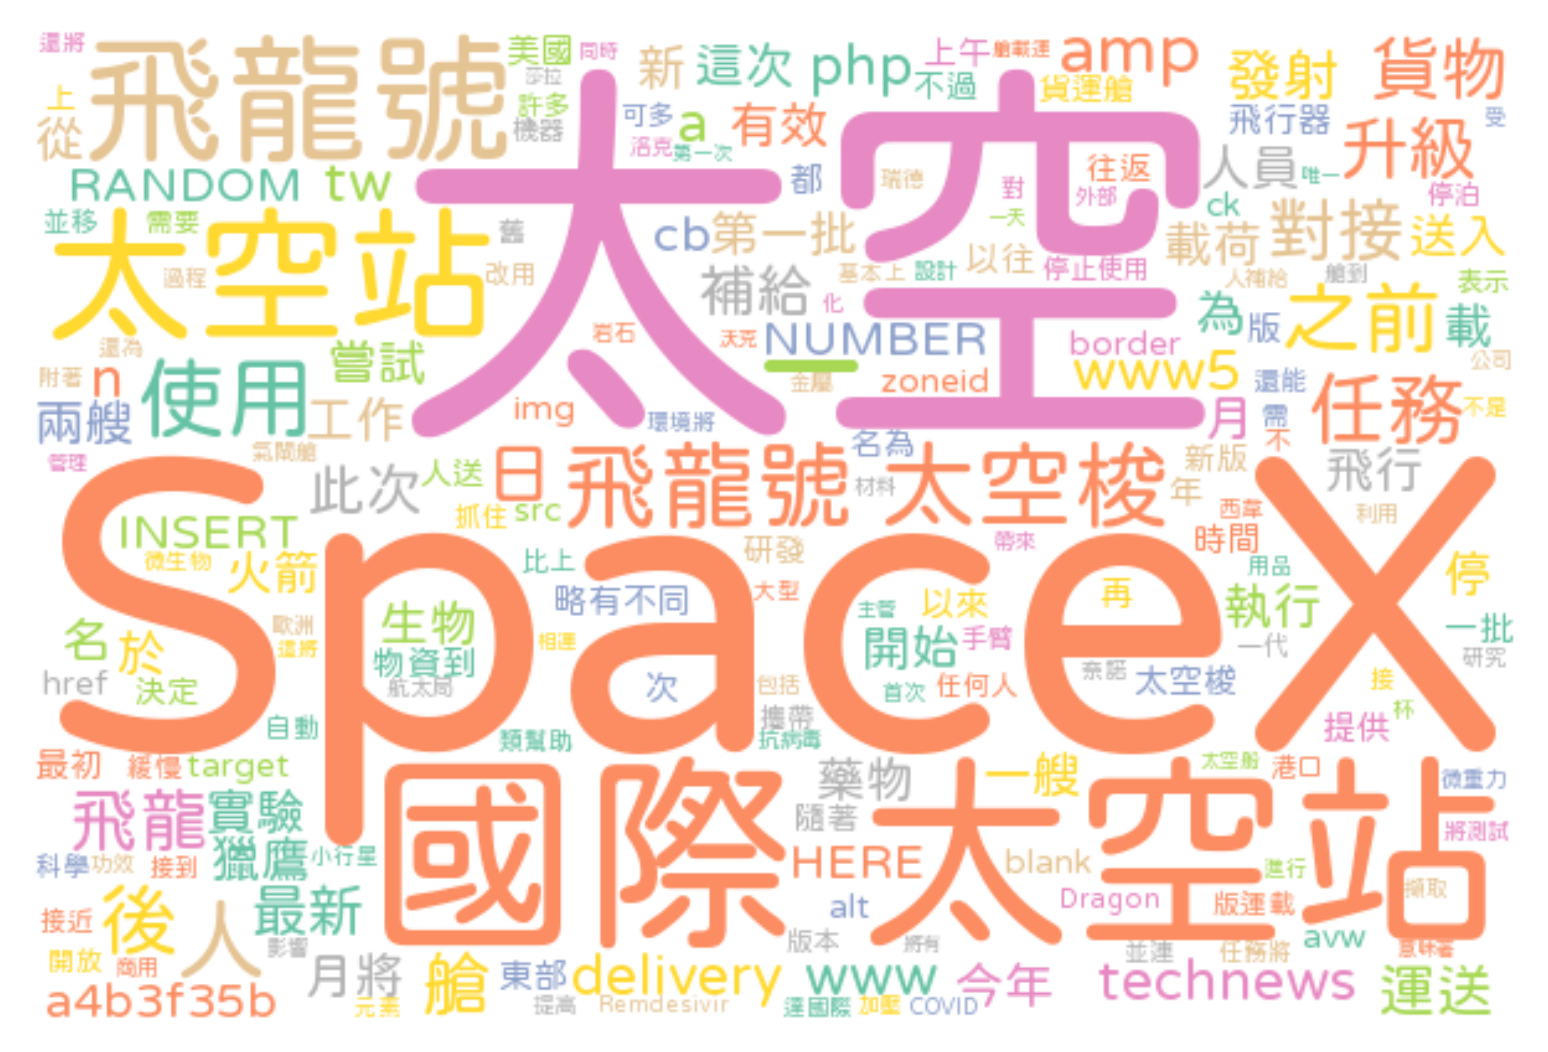 還將 飛龍號 美國 同時 新 這次 php 上午 艙載運 amp 發射 貨物
上 莎拉 不過 貨運艙
從 許多 機器 可多 a 有效 飛行器 升級 受
太空
洛克 第一次 往返 人員 唯一
RANDOM tw 都 瑞德 對 外部 停泊
並移 需要 舊 cb 第一批 一天 ck 載荷 對接 送入
太空站 過程 改用 補給 基本上 設計 以往 停止使用 人補給 艙到 表示
化 為 版 之前 載
還為 嘗試 岩石 沃克 NUMBER border 公司
附著 n 使用 金屬 zoneid www5 還能 任務 不是
兩艘 工作 img 環境將 月 需
氣閘艙 名為 不
管理 此次 人送 日 飛龍號 太空梭 新版 飛行
材料 年
SpaceX
INSERT 抓住 src 帶來 西韋 利用
微生物 火箭 比上 研發 時間 用品 停
略有不同 大型 再 執行
歐洲 生物 主管 以來 一批
名 於 這將 物資到 相連 開始 手臂 一代 研究
href 決定 航太局 次 包括 首次 任何人 奈諾 太空梭 接
自動 類幫助 攜帶 抗病毒 提供 杯
最初 緩慢 target 國際太空站 藥物 一艘 太空船 港口 微重力
飛龍 實驗 隨著 將測試
科學 功效 接到 獵鷹 小行星 HERE blank 進行
接近 後 人 最新 alt Dragon 版運載 擷取
影響 版本 將有 avw
開放 商用 月將 艙 東部 delivery www 今年 並連 任務將 意味著
a4b3f35b 元素 提高 Remdesivir 達國際 加壓 COVID technews 運送